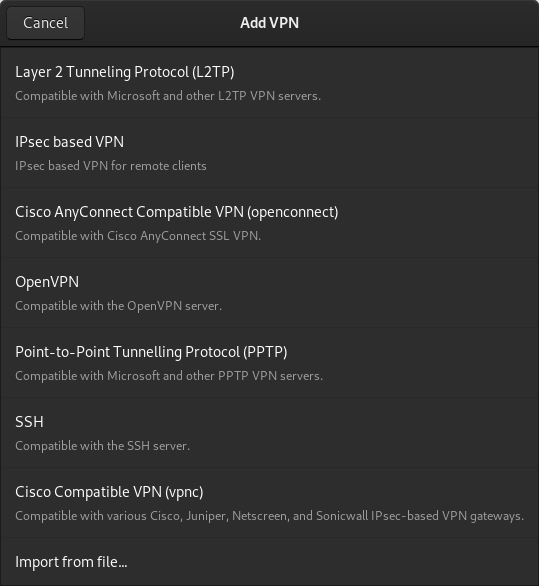 Cancel
Add VPN
Layer 2 Tunneling Protocol (L2TP)
Compatible with Microsoft and other L2TP VPN servers.
IPsec based VPN
IPsec based VPN for remote clients
Cisco AnyConnect Compatible VPN (openconnect)
Compatible with Cisco AnyConnect SSL VPN.
OpenVPN
Compatible with the OpenVPN server.
Point-to-Point Tunnelling Protocol (PPTP)
Compatible with Microsoft and other PPTP VPN servers.
SSH
Compatible with the SSH server.
Cisco Compatible VPN (vpnc)
Compatible with various Cisco, Juniper, Netscreen, and Sonicwall IPsec-based VPN gateways.
Import from file...